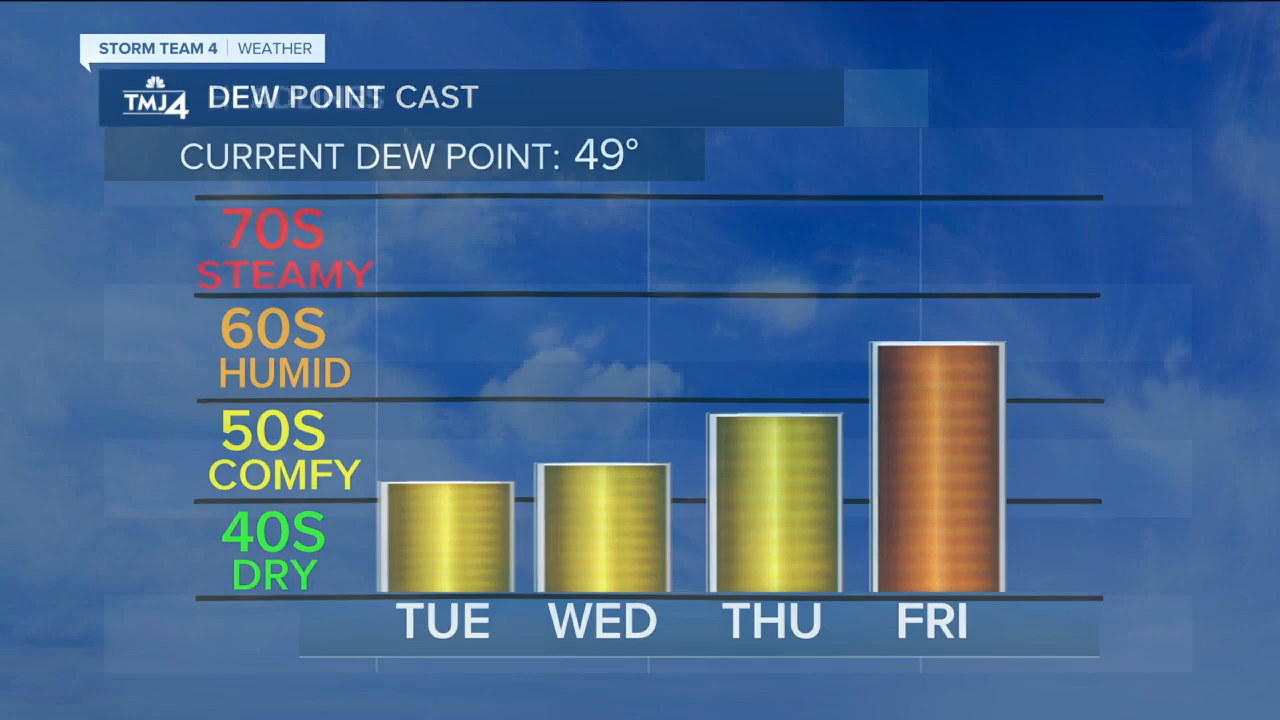 STORM TEAM 4 | WEATHER
TMJ4 DEW POINT CAST
CURRENT DEW POINT: 49°
70S
STEAMY
60S
HUMID
50S
COMFY
40S
DRY
TUE WED THU FRI